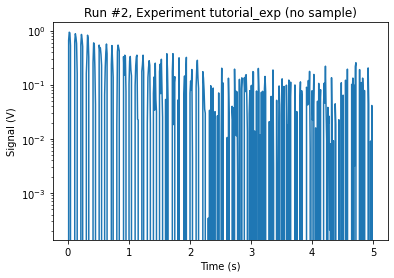 Run #2, Experiment tutorial_exp (no sample)
10⁰
10⁻¹
10⁻²
10⁻³
Signal (V)
0 1 2 3 4 5
Time (s)